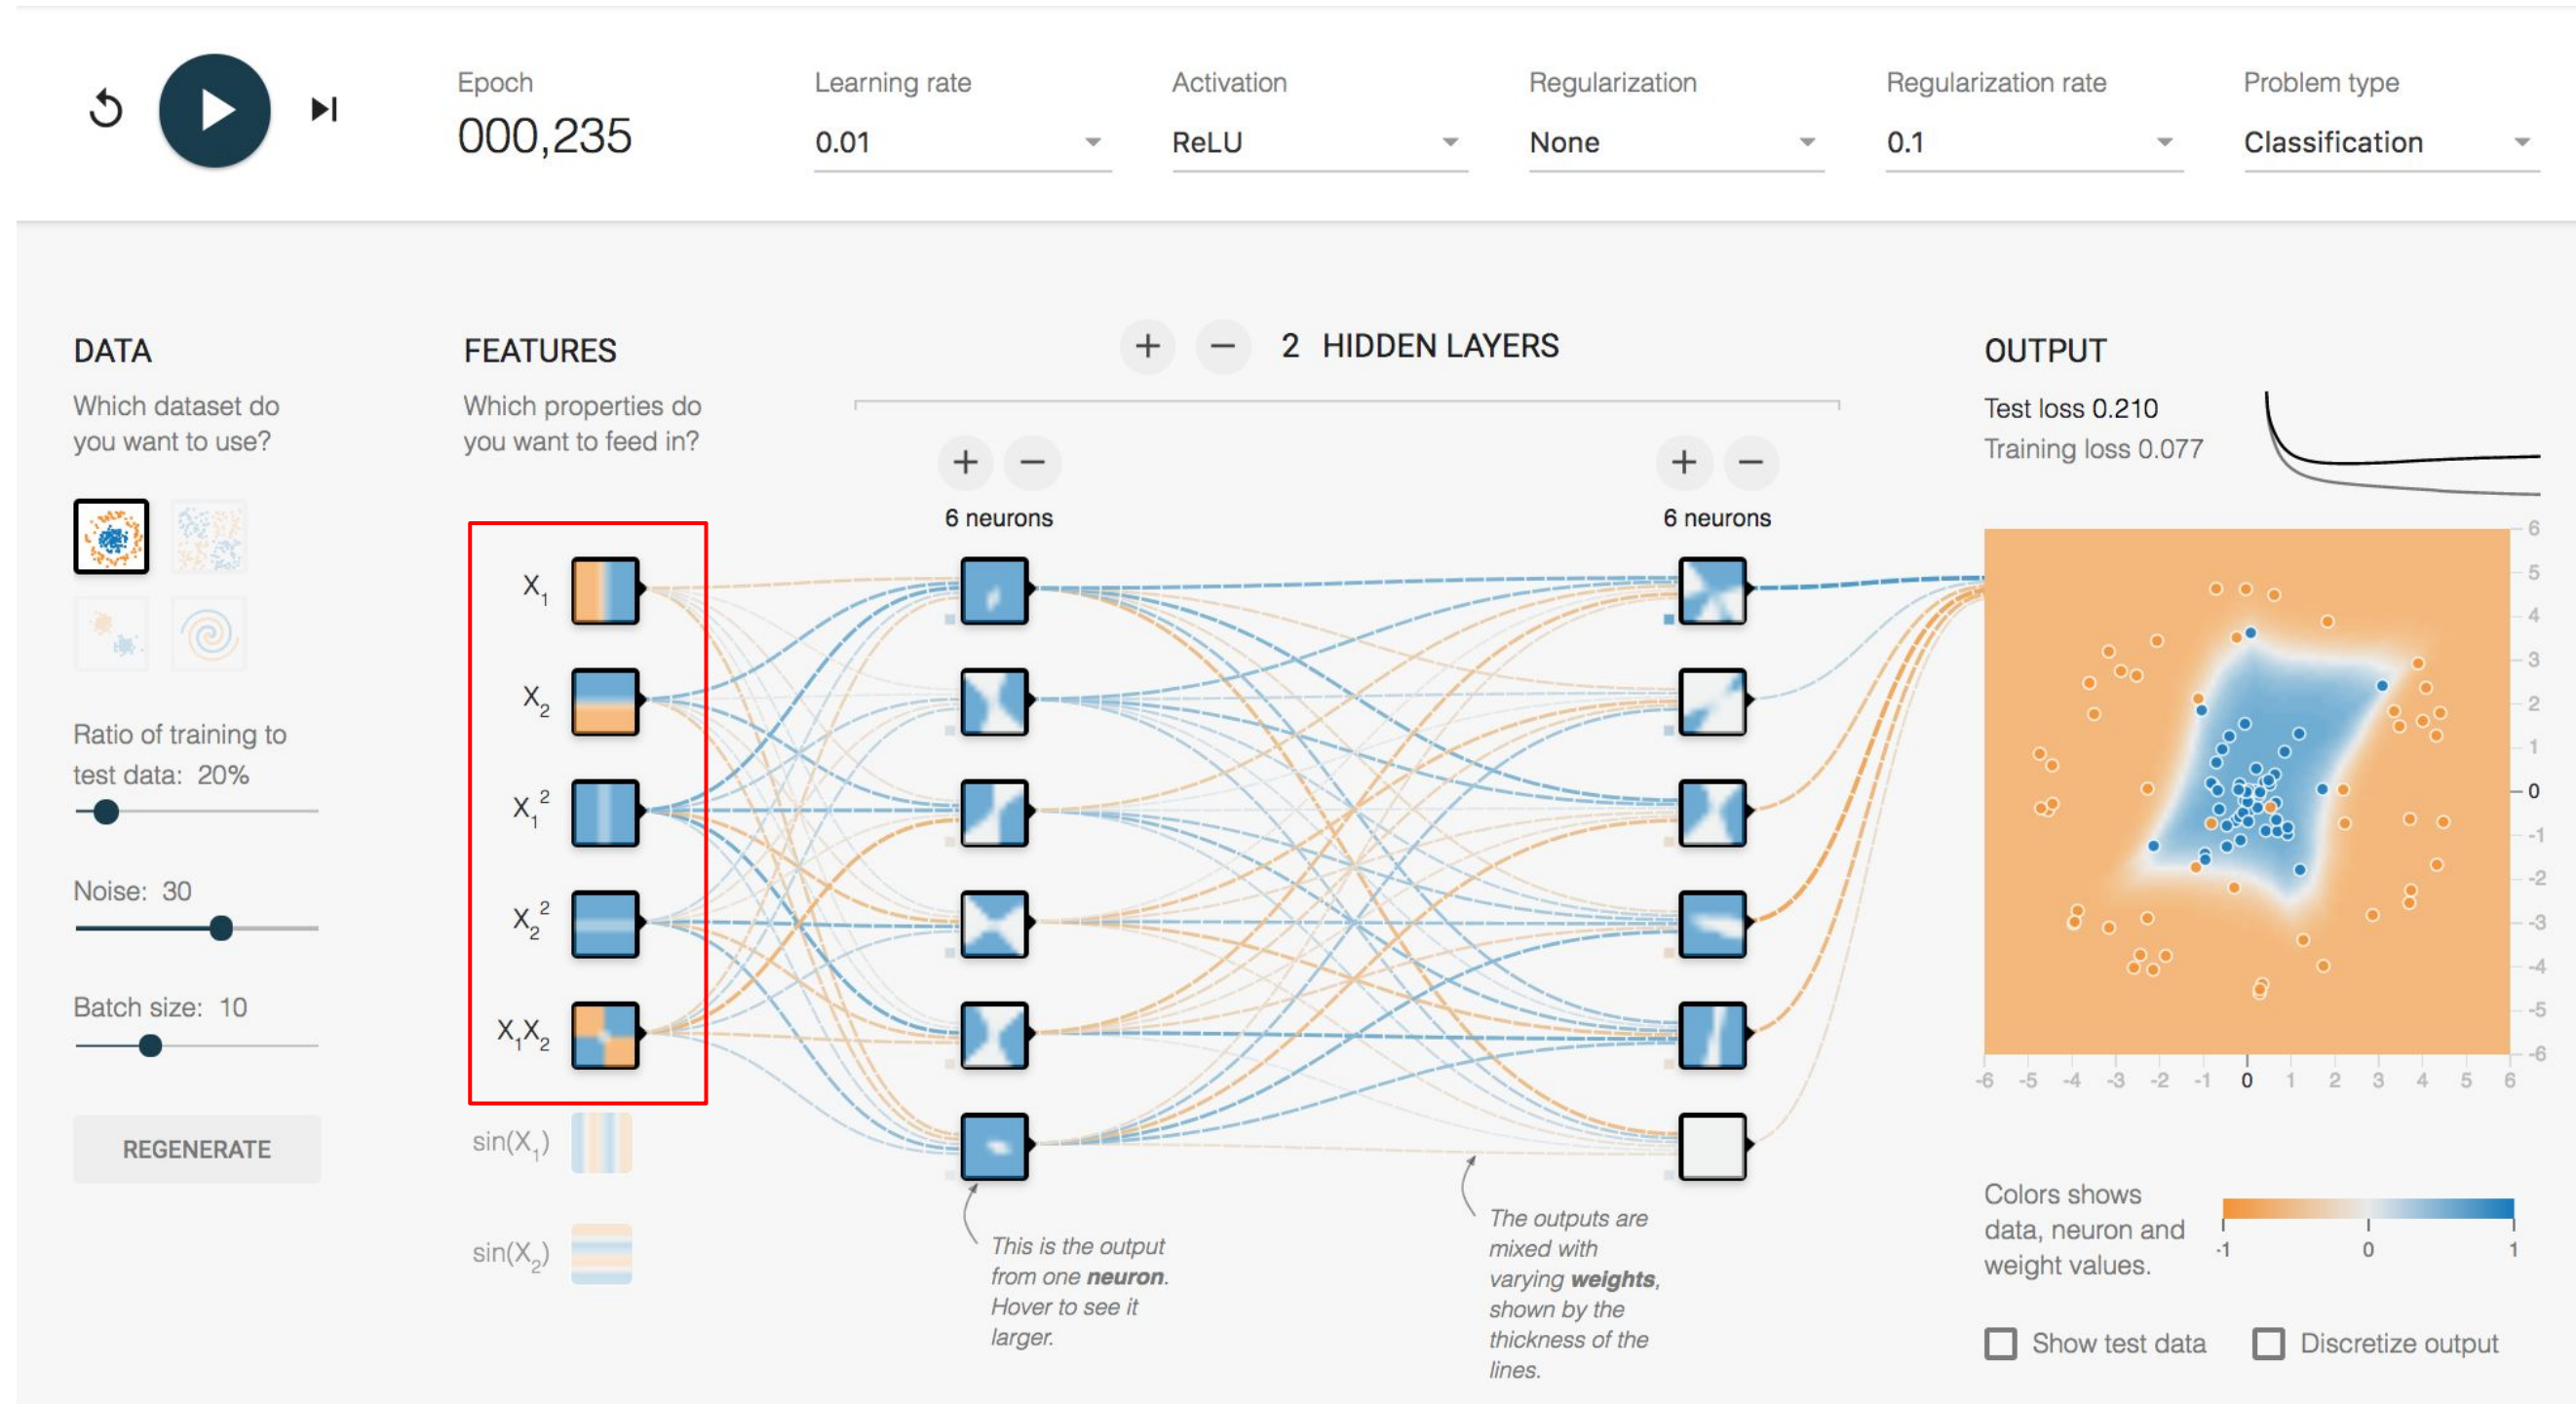 Epoch
000,235
Learning rate
0.01
Activation
ReLU
Regularization
None
Regularization rate
0.1
Problem type
Classification
DATA
Which dataset do
you want to use?
Ratio of training to
test data: 20%
Noise: 30
Batch size: 10
REGENERATE
FEATURES
Which properties do
you want to feed in?
X₁
X₂
X₁²
X₂²
X₁X₂
sin(X₁)
sin(X₂)
+ − 2 HIDDEN LAYERS
+ −
6 neurons
+ −
6 neurons
This is the output
from one neuron.
Hover to see it
larger.
The outputs are
mixed with
varying weights,
shown by the
thickness of the
lines.
OUTPUT
Test loss 0.210
Training loss 0.077
6
5
4
3
2
1
0
-1
-2
-3
-4
-5
-6
-6 -5 -4 -3 -2 -1 0 1 2 3 4 5 6
Colors shows
data, neuron and
weight values.
-1 0 1
Show test data
Discretize output